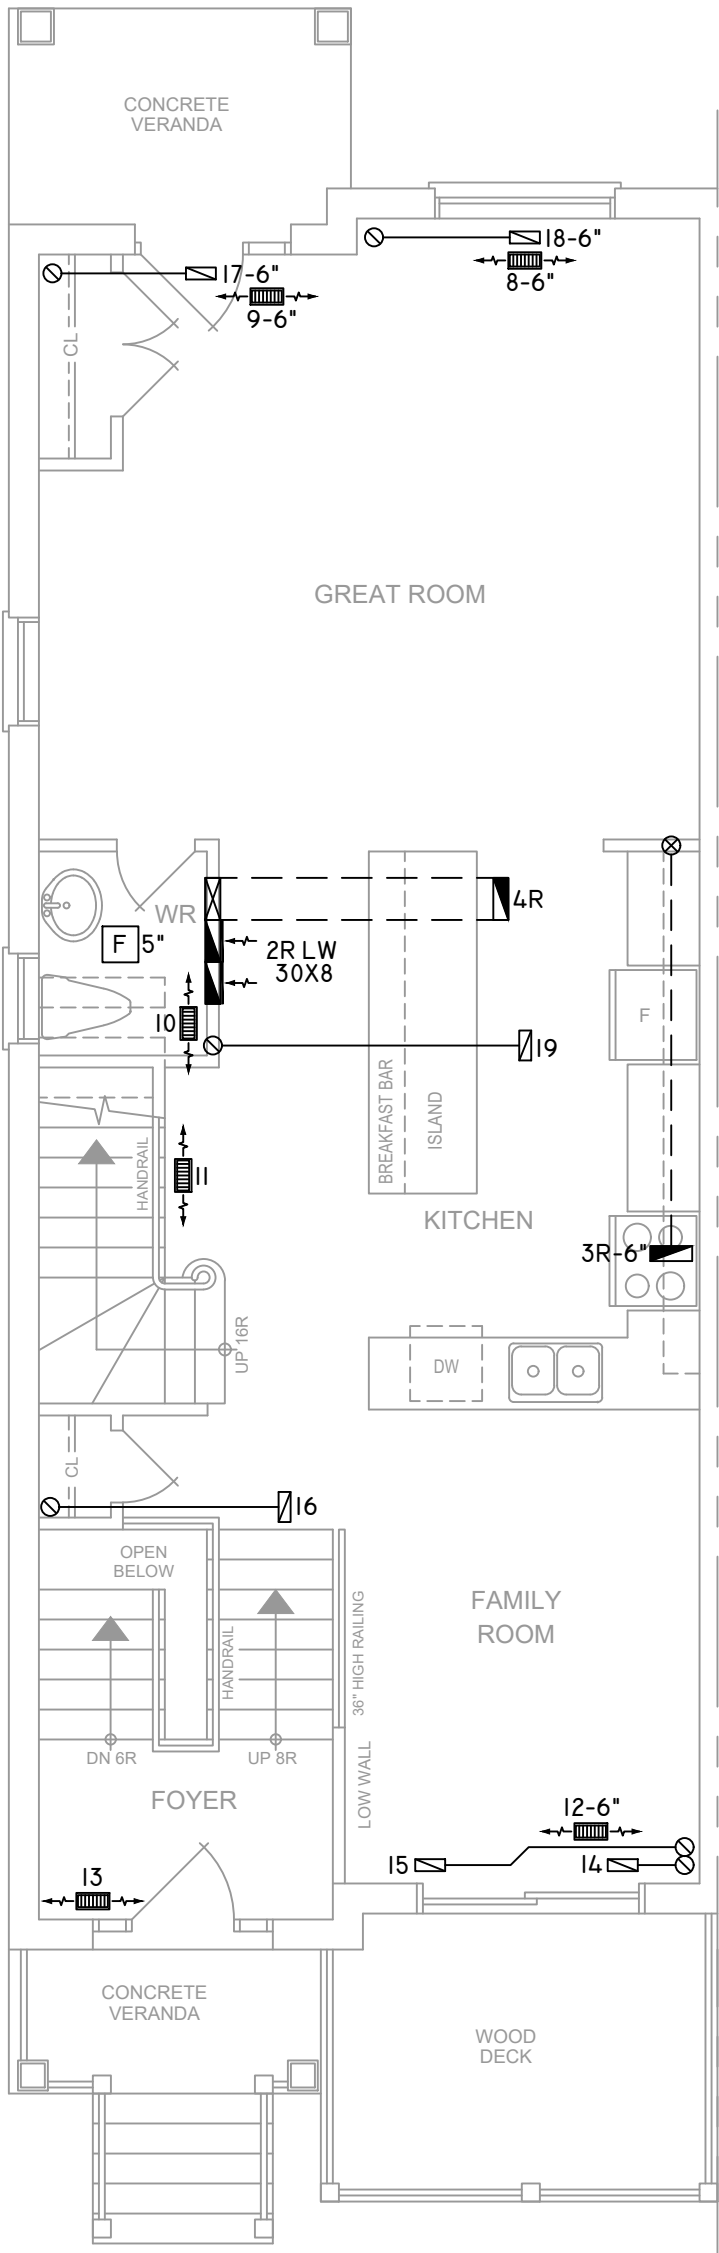 CONCRETE
VERANDA
18-6"
17-6"
8-6"
9-6"
CL
GREAT ROOM
4R
WR
F 5"
2R LW
30X8
10
F
19
BREAKFAST BAR
ISLAND
HANDRAIL
11
KITCHEN
3R-6"
UP 16R
DW
CL
16
OPEN
BELOW
FAMILY
ROOM
HANDRAIL
36" HIGH RAILING
DN 6R
UP 8R
LOW WALL
FOYER
12-6"
15
14
13
CONCRETE
VERANDA
WOOD
DECK